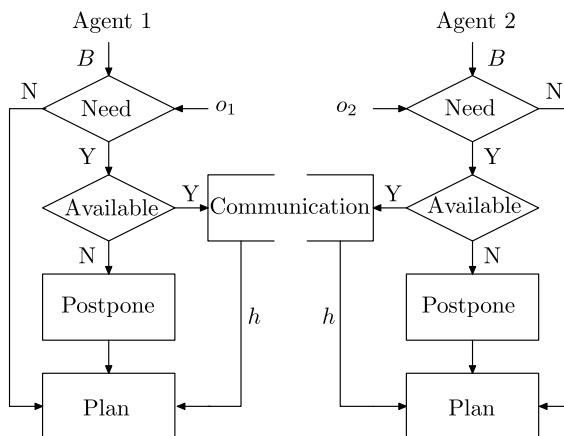 Agent 1 Agent 2
B B
N Need o₁ o₂ Need N
Y Y
Available Y Communication Y Available
N N
Postpone Postpone
h h
Plan Plan